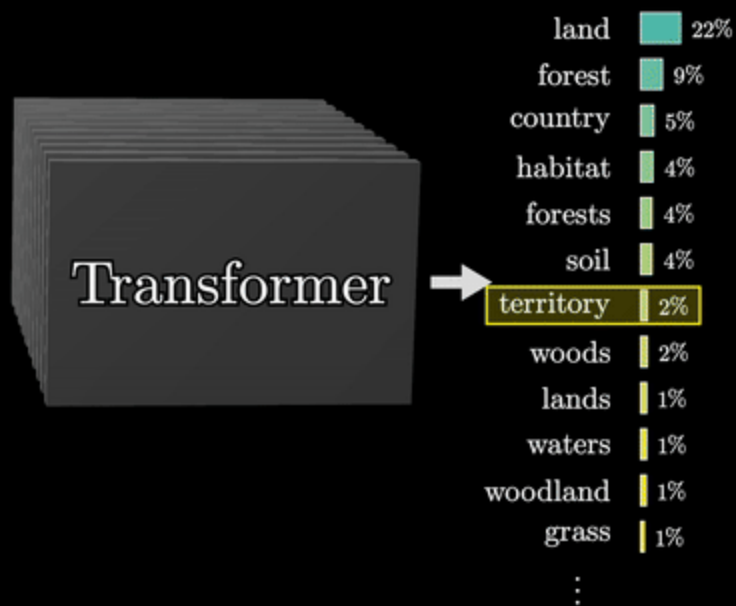 Transformer
land 22%
forest 9%
country 5%
habitat 4%
forests 4%
soil 4%
territory 2%
woods 2%
lands 1%
waters 1%
woodland 1%
grass 1%
⋮